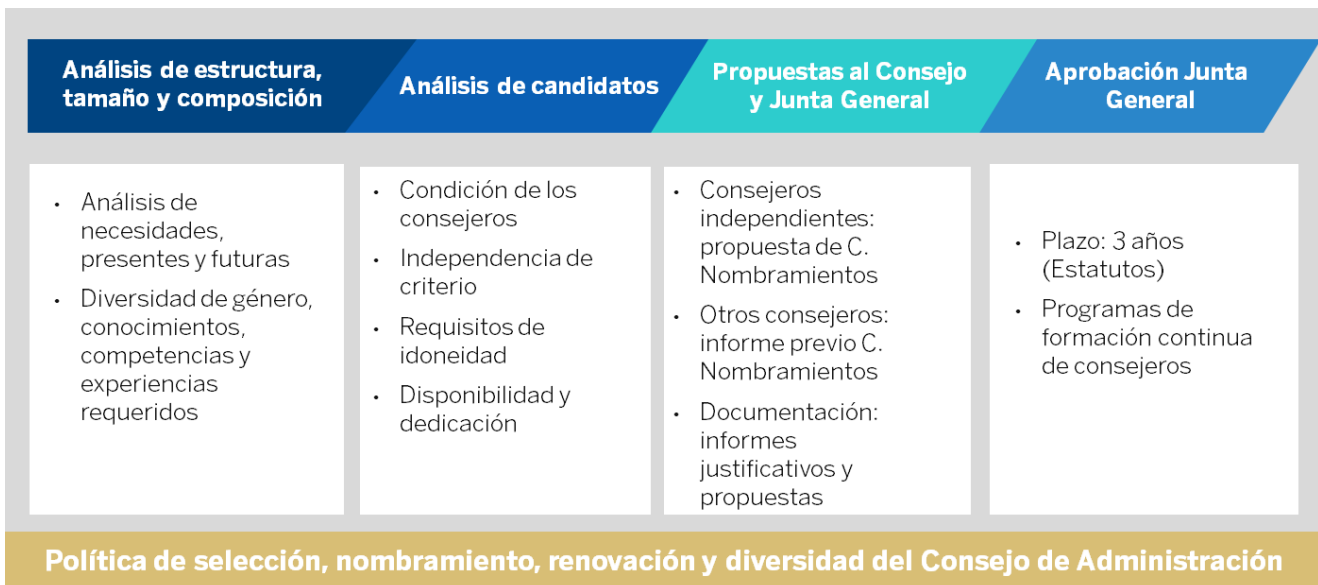 Análisis de estructura,
tamaño y composición
Análisis de candidatos
Propuestas al Consejo
y Junta General
Aprobación Junta
General
• Análisis de
necesidades,
presentes y futuras
• Diversidad de género,
conocimientos,
competencias y
experiencias
requeridos
• Condición de los
consejeros
• Independencia de
criterio
• Requisitos de
idoneidad
• Disponibilidad y
dedicación
• Consejeros
independientes:
propuesta de C.
Nombramientos
• Otros consejeros:
informe previo C.
Nombramientos
• Documentación:
informes
justificativos y
propuestas
• Plazo: 3 años
(Estatutos)
• Programas de
formación continua
de consejeros
Política de selección, nombramiento, renovación y diversidad del Consejo de Administración